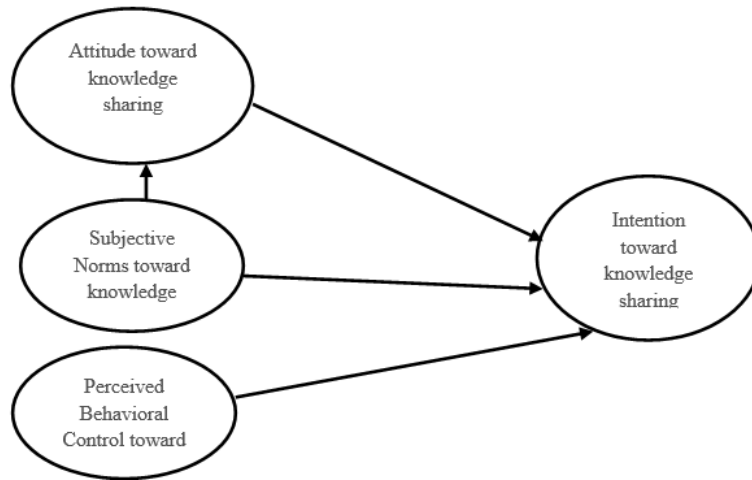 Attitude toward
knowledge
sharing
Subjective
Norms toward
knowledge
Perceived
Behavioral
Control toward
Intention
toward
knowledge
sharing